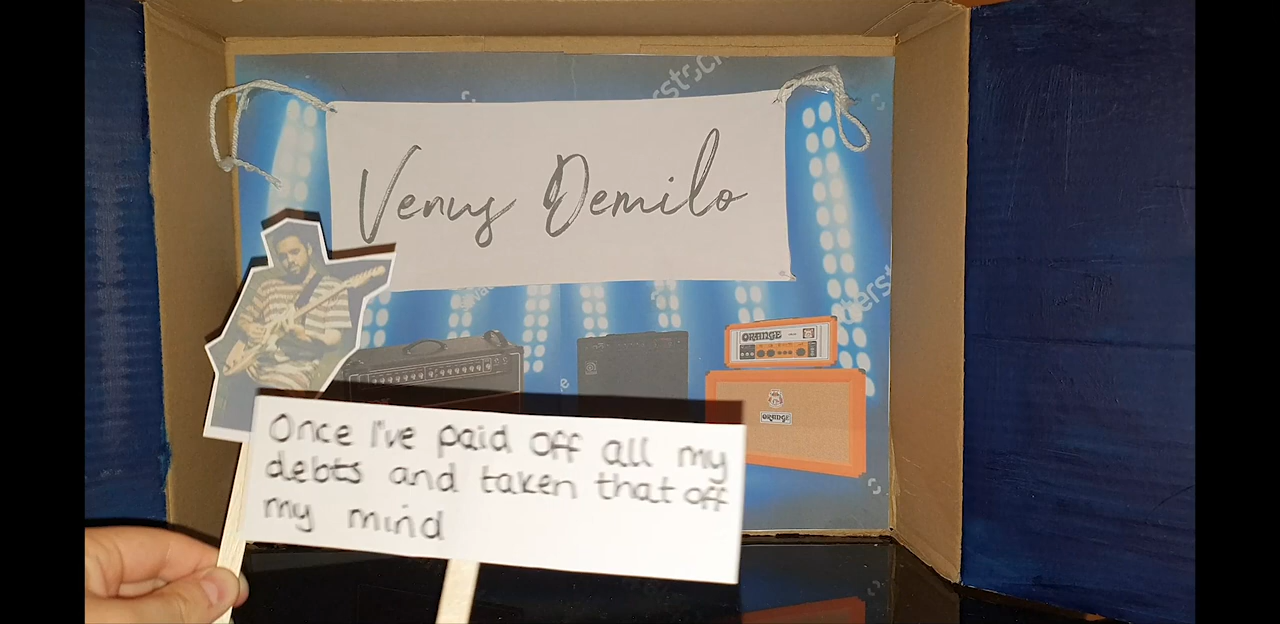 Venus Demilo
ORANGE
ORANGE
Once I've paid off all my
debts and taken that off
my mind